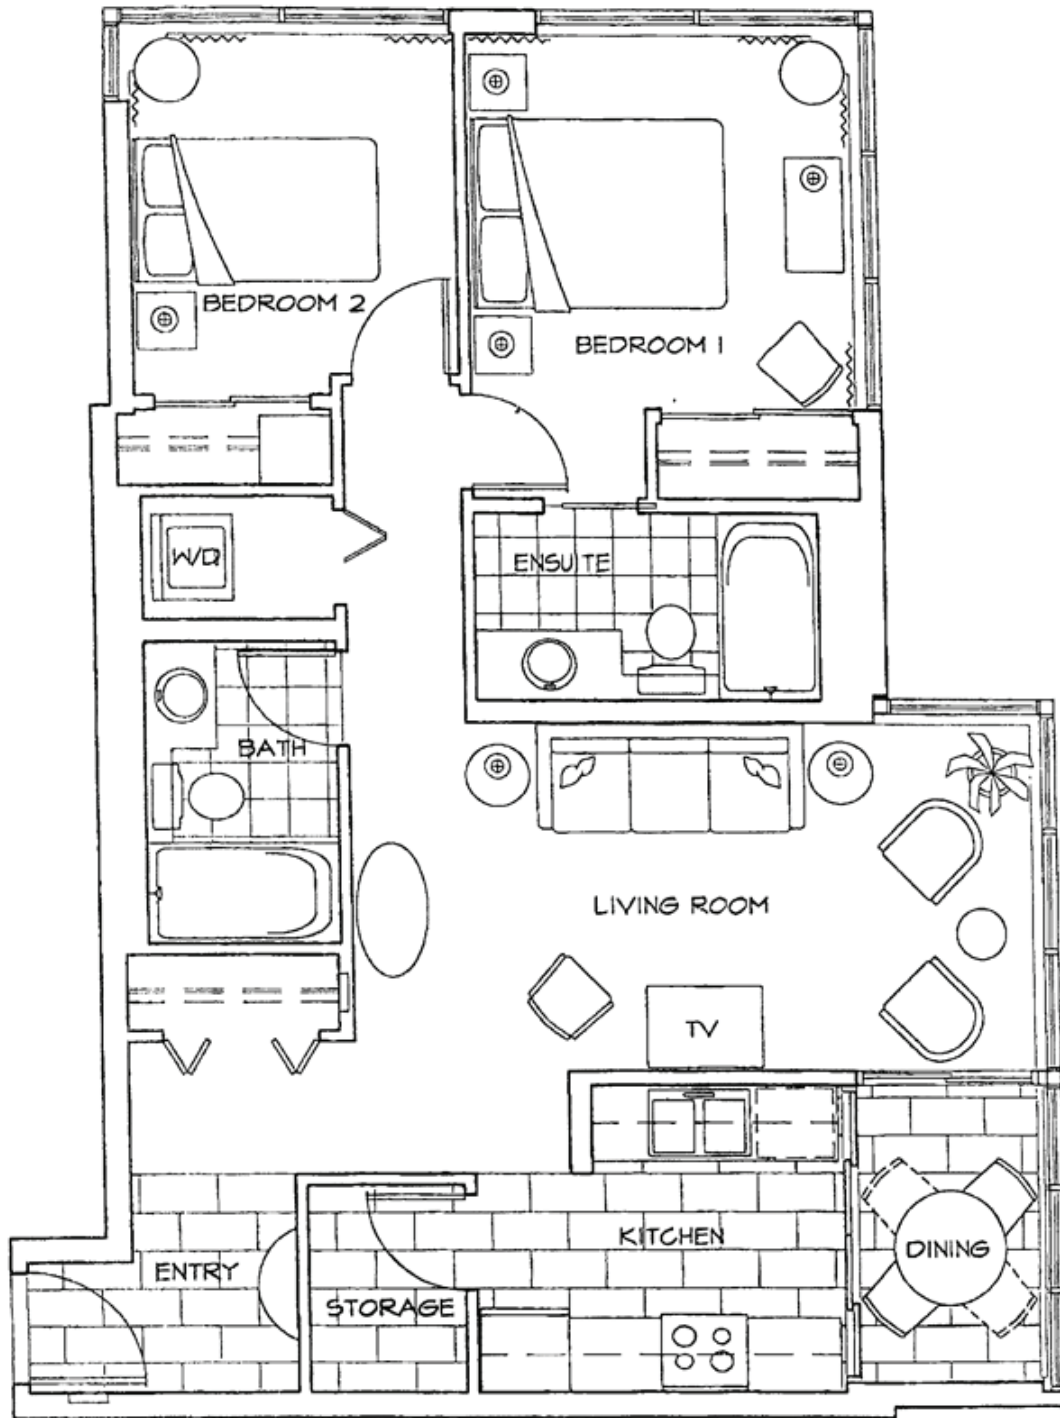 BEDROOM 2
BEDROOM 1
W/D
ENSUITE
BATH
LIVING ROOM
TV
KITCHEN
DINING
ENTRY
STORAGE